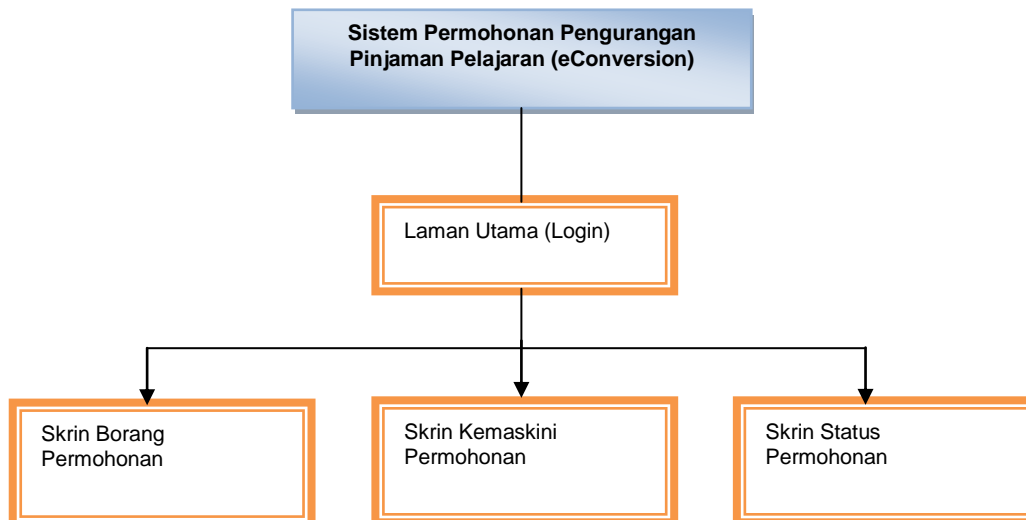 Sistem Permohonan Pengurangan
Pinjaman Pelajaran (eConversion)
Laman Utama (Login)
Skrin Borang
Permohonan
Skrin Kemaskini
Permohonan
Skrin Status
Permohonan